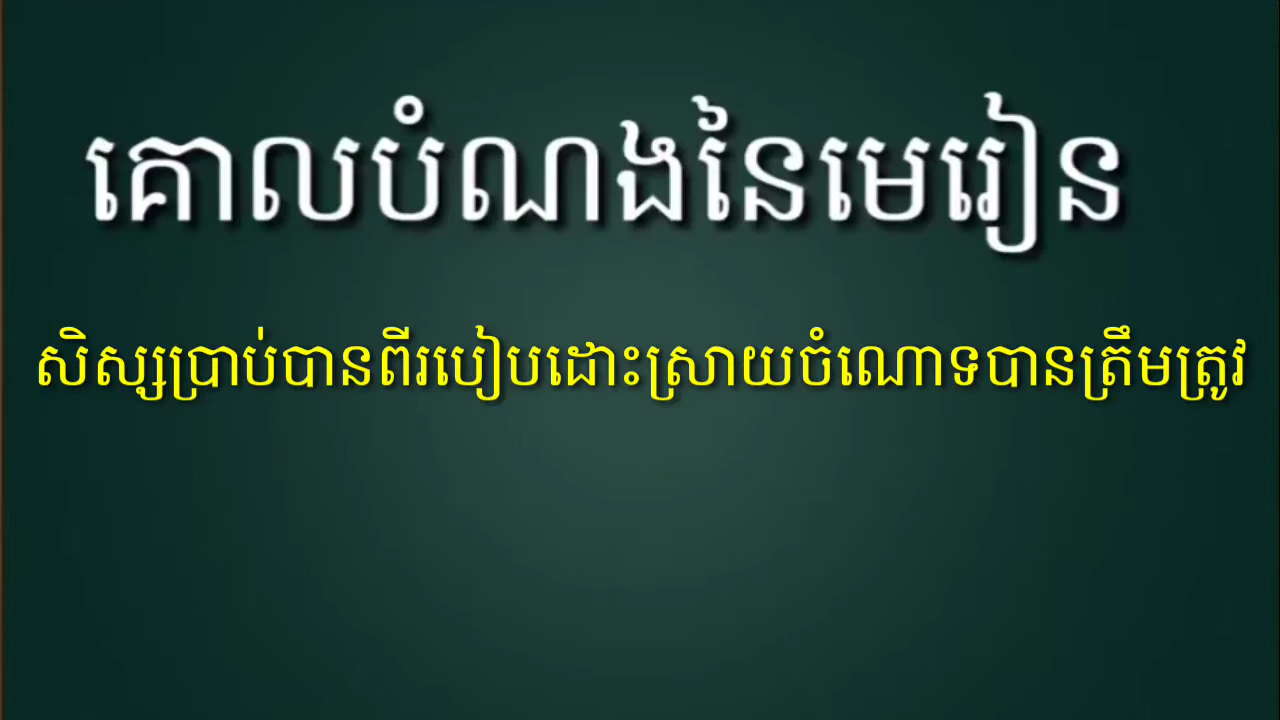 គោលបំណងនៃមេរៀន
សិស្សប្រាប់បានពីរបៀបដោះស្រាយចំណោទបានត្រឹមត្រូវ